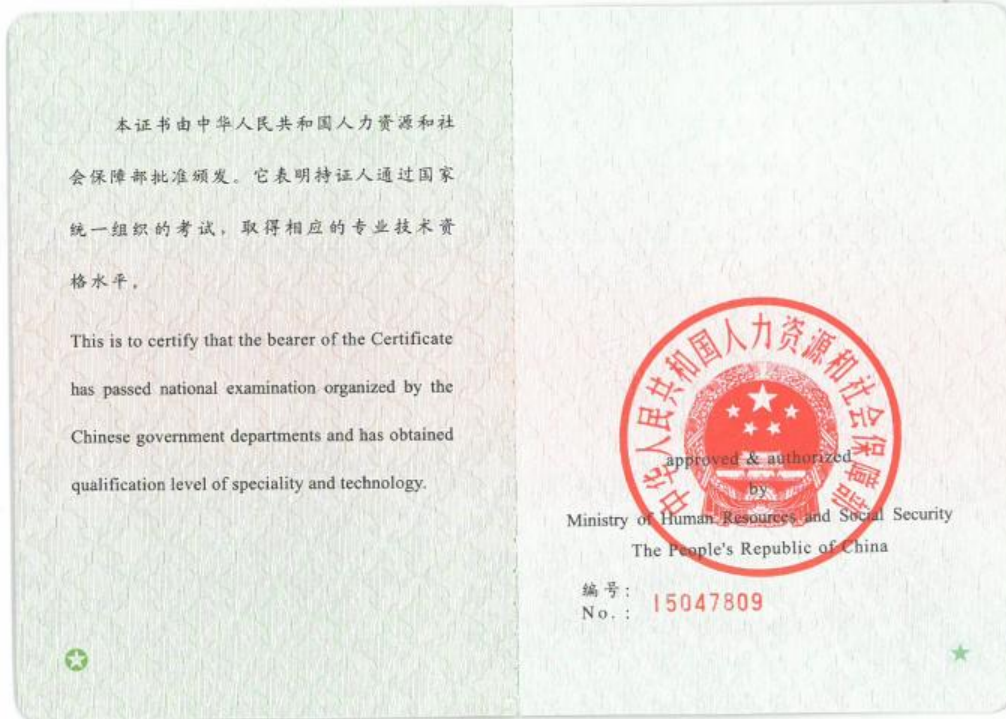 本证书由中华人民共和国人力资源和社
会保障部批准颁发。它表明持证人通过国家
统一组织的考试，取得相应的专业技术资
格水平。
This is to certify that the bearer of the Certificate
has passed national examination organized by the
Chinese government departments and has obtained
qualification level of speciality and technology.
中华人民共和国人力资源和社会保障部
approved & authorized
by
Ministry of Human Resources and Social Security
The People's Republic of China
编号：
No.: 15047809